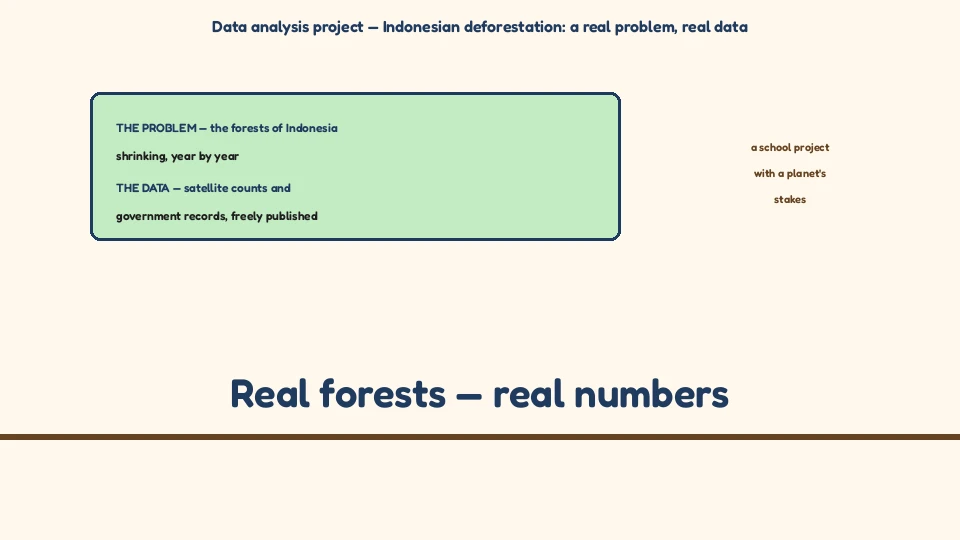 Data analysis project — Indonesian deforestation: a real problem, real data
THE PROBLEM — the forests of Indonesia
shrinking, year by year
THE DATA — satellite counts and
government records, freely published
a school project
with a planet's
stakes
Real forests — real numbers